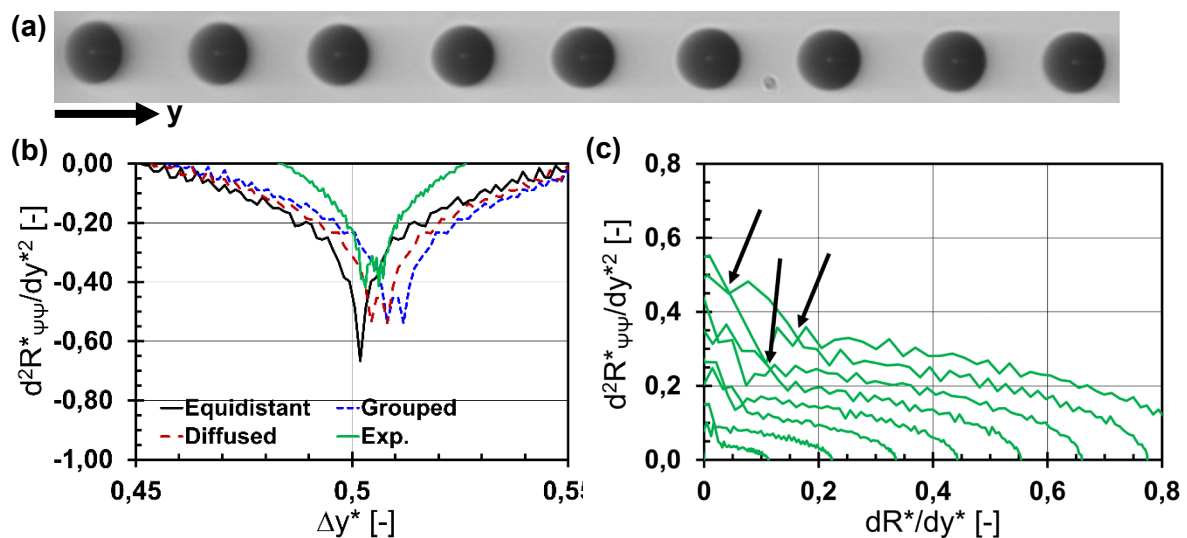 (a)
y
(b)
0,00
-0,20
-0,40
-0,60
-0,80
-1,00
d²R*ψψ/dy*² [-]
Equidistant
Grouped
Diffused
Exp.
0,45
0,5
0,55
Δy* [-]
(c)
0,8
0,6
0,4
0,2
0,0
d²R*ψψ/dy*² [-]
0
0,2
0,4
0,6
0,8
dR*/dy* [-]